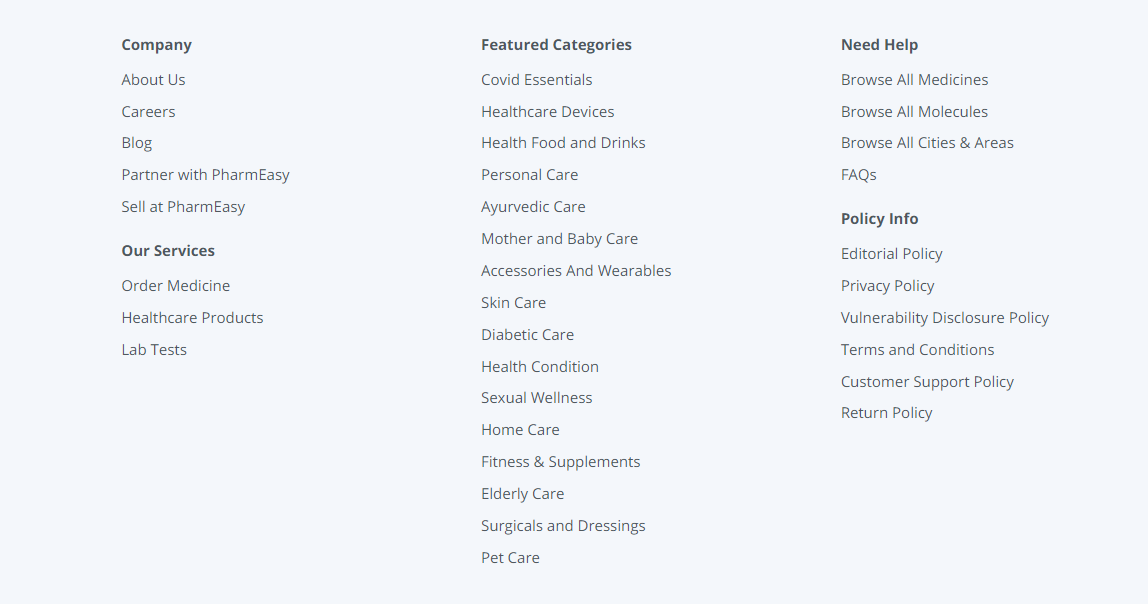 Company
About Us
Careers
Blog
Partner with PharmEasy
Sell at PharmEasy
Our Services
Order Medicine
Healthcare Products
Lab Tests
Featured Categories
Covid Essentials
Healthcare Devices
Health Food and Drinks
Personal Care
Ayurvedic Care
Mother and Baby Care
Accessories And Wearables
Skin Care
Diabetic Care
Health Condition
Sexual Wellness
Home Care
Fitness & Supplements
Elderly Care
Surgicals and Dressings
Pet Care
Need Help
Browse All Medicines
Browse All Molecules
Browse All Cities & Areas
FAQs
Policy Info
Editorial Policy
Privacy Policy
Vulnerability Disclosure Policy
Terms and Conditions
Customer Support Policy
Return Policy